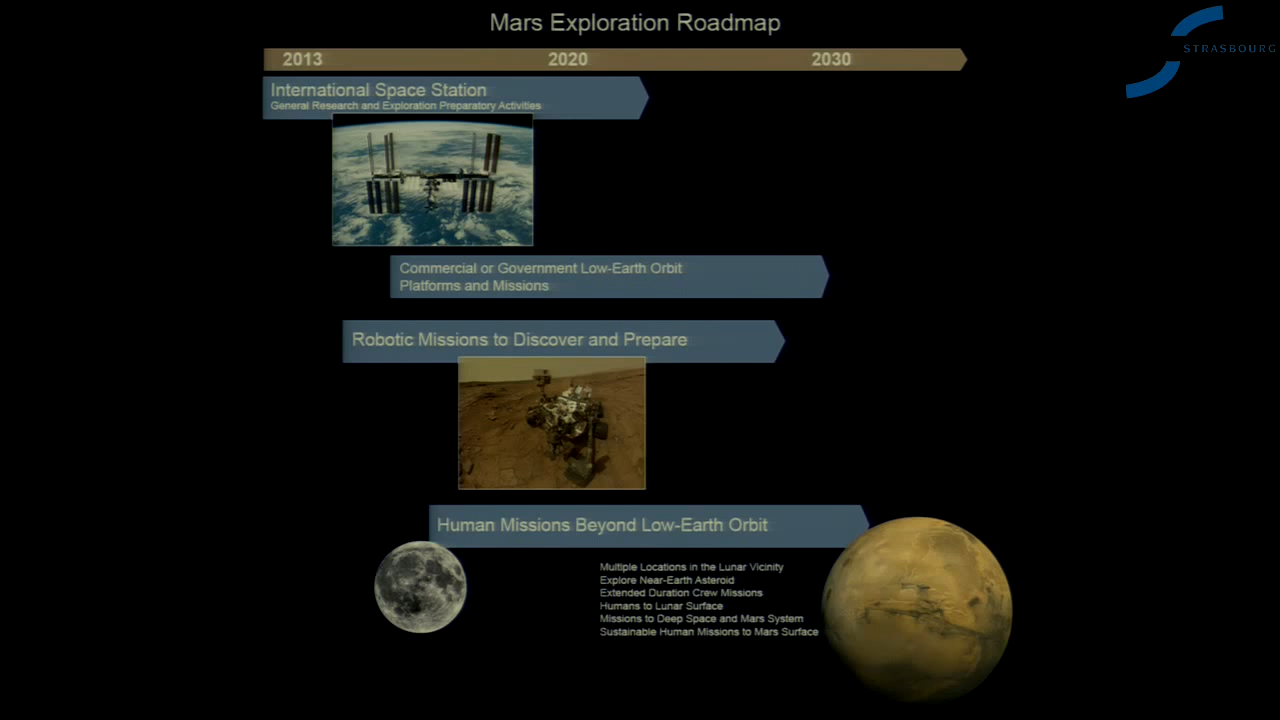 Mars Exploration Roadmap
2013 2020 2030
STRASBOURG
International Space Station
General Research and Exploration Preparatory Activities
Commercial or Government Low-Earth Orbit
Platforms and Missions
Robotic Missions to Discover and Prepare
Human Missions Beyond Low-Earth Orbit
Multiple Locations in the Lunar Vicinity
Explore Near-Earth Asteroid
Extended Duration Crew Missions
Humans to Lunar Surface
Missions to Deep Space and Mars System
Sustainable Human Missions to Mars Surface